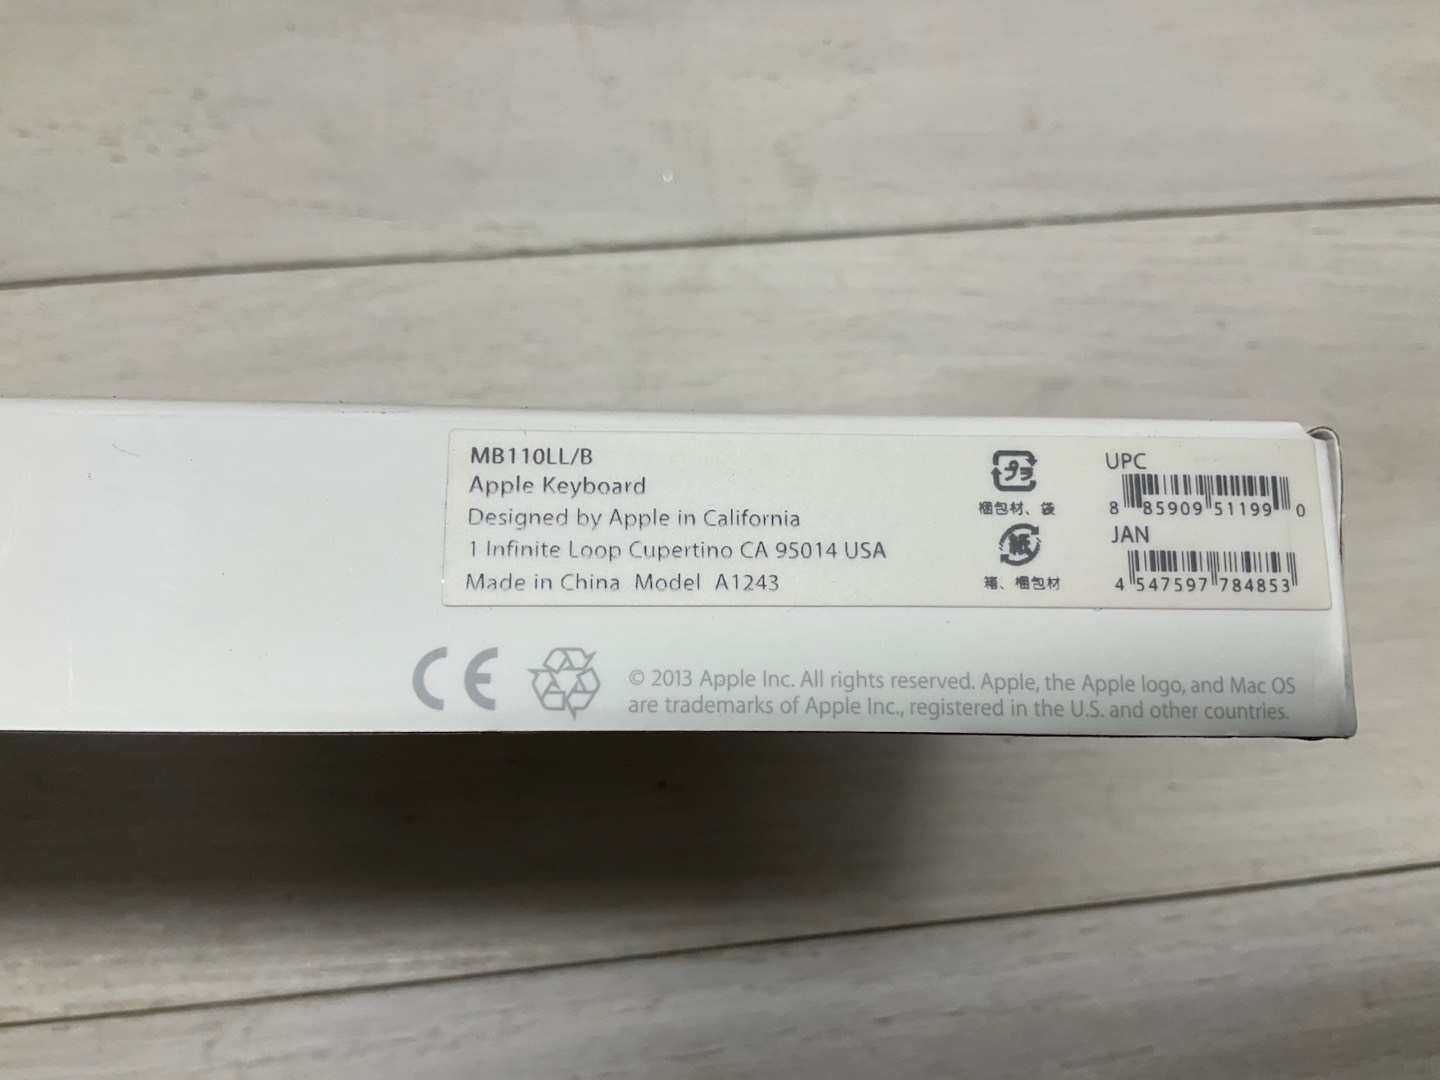 MB110LL/B
Apple Keyboard
Designed by Apple in California
1 Infinite Loop Cupertino CA 95014 USA
Made in China Model A1243
プラ
梱包材、袋
紙
箱、梱包材
UPC
8 85909 51199 0
JAN
4 547597 784853
CE
© 2013 Apple Inc. All rights reserved. Apple, the Apple logo, and Mac OS
are trademarks of Apple Inc., registered in the U.S. and other countries.